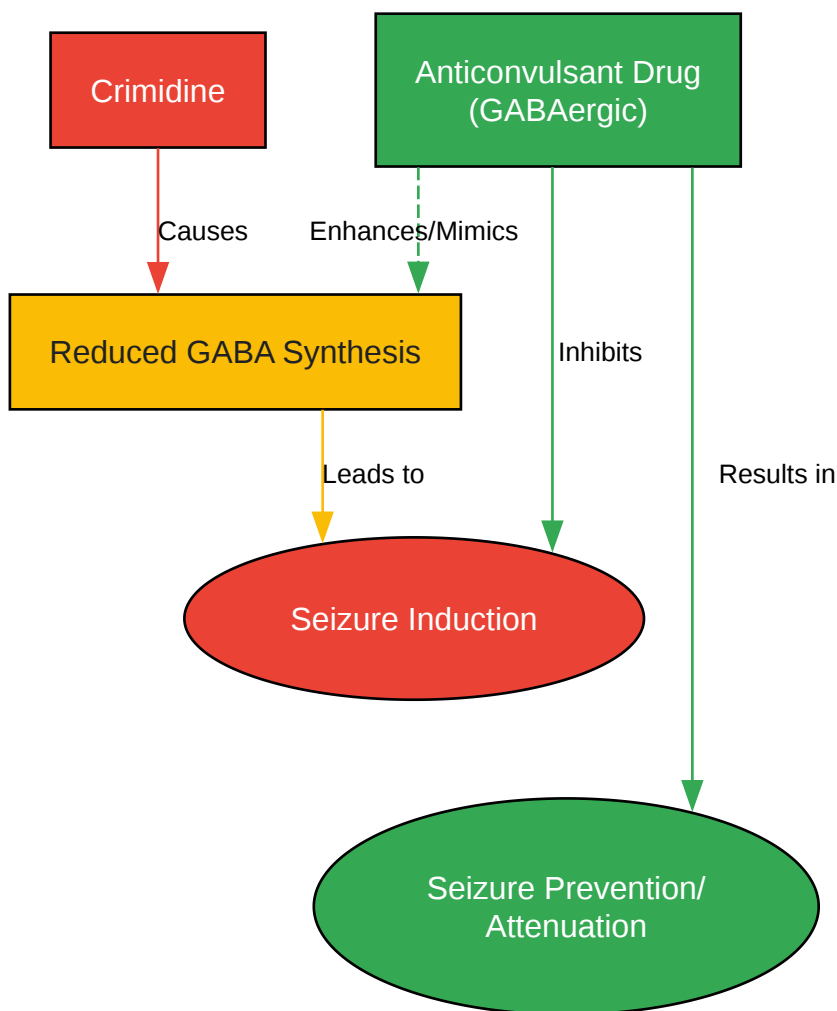 Crimidine
Anticonvulsant Drug
(GABAergic)
Causes
Enhances/Mimics
Reduced GABA Synthesis
Inhibits
Leads to
Results in
Seizure Induction
Seizure Prevention/
Attenuation